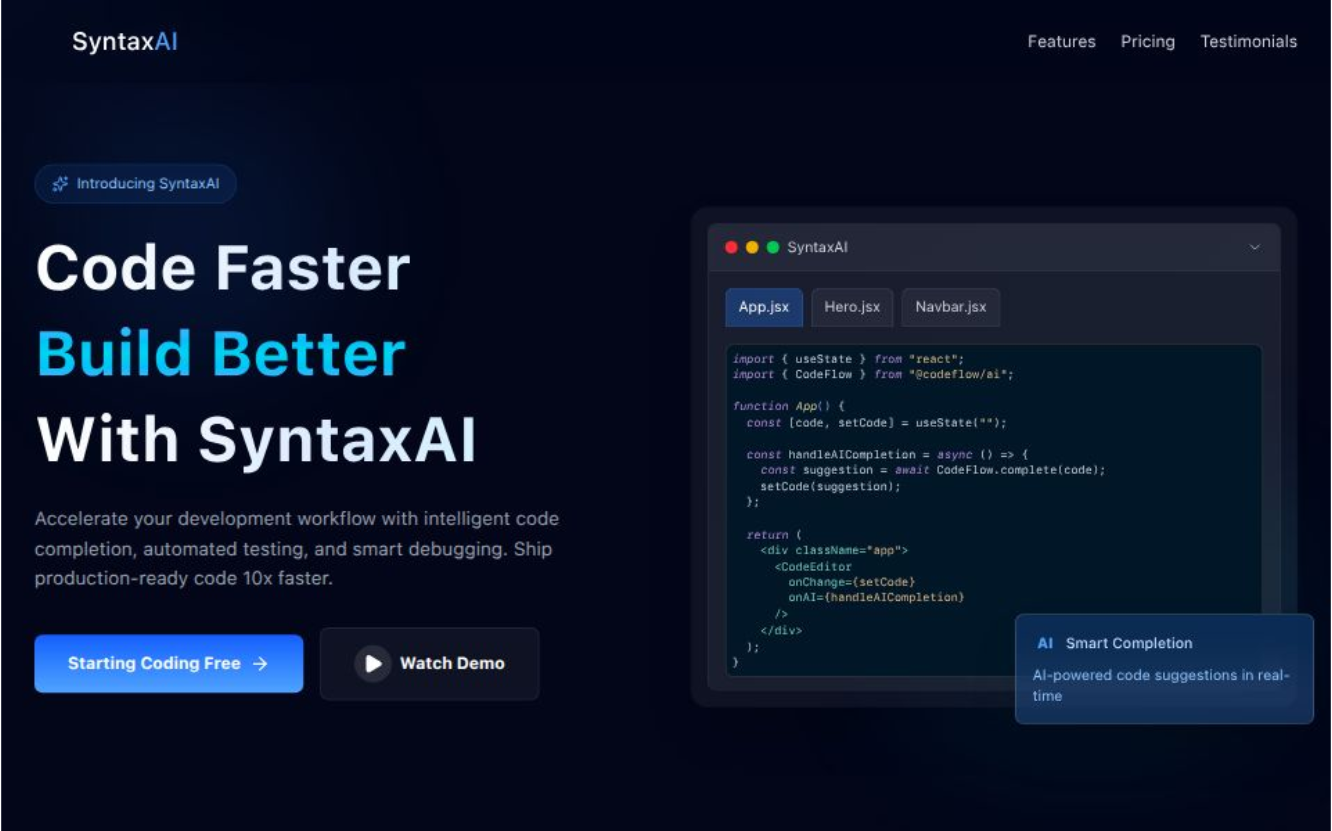 SyntaxAI
Features Pricing Testimonials
Introducing SyntaxAI
Code Faster
Build Better
With SyntaxAI
Accelerate your development workflow with intelligent code
completion, automated testing, and smart debugging. Ship
production-ready code 10x faster.
Starting Coding Free →
Watch Demo
SyntaxAI
App.jsx Hero.jsx Navbar.jsx
import { useState } from "react";
import { CodeFlow } from "@codeflow/ai";
function App() {
  const [code, setCode] = useState("");
  const handleAICompletion = async () => {
    const suggestion = await CodeFlow.complete(code);
    setCode(suggestion);
  };
  return (
    <div className="app">
      <CodeEditor
        onChange={setCode}
        onAI={handleAICompletion}
      />
    </div>
  );
}
AI Smart Completion
AI-powered code suggestions in real-
time